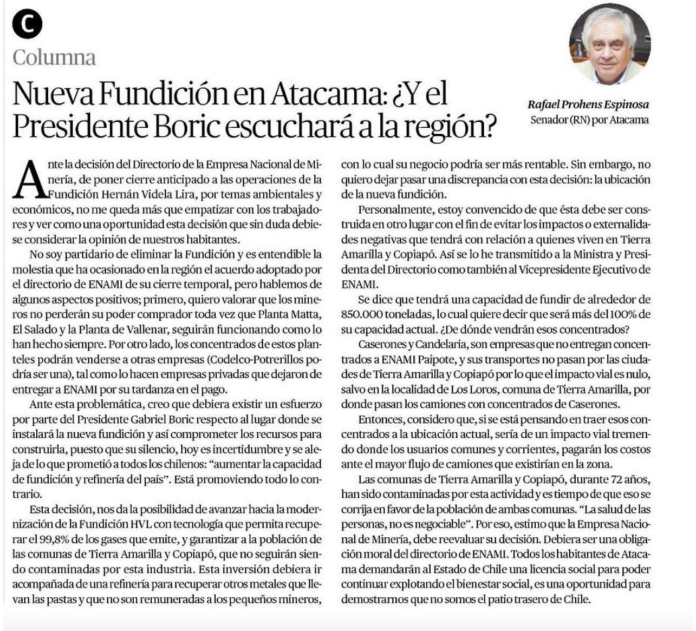 C
Columna
Nueva Fundición en Atacama: ¿Y el
Presidente Boric escuchará a la región?
Rafael Prohens Espinosa
Senador (RN) por Atacama
Ante la decisión del Directorio de la Empresa Nacional de Mi-
nería, de poner cierre anticipado a las operaciones de la
Fundición Hernán Videla Lira, por temas ambientales y
económicos, no me queda más que empatizar con los trabajado-
res y ver como una oportunidad esta decisión que sin duda debie-
se considerar la opinión de nuestros habitantes.
No soy partidario de eliminar la Fundición y es entendible la
molestia que ha ocasionado en la región el acuerdo adoptado por
el directorio de ENAMI de su cierre temporal, pero hablemos de
algunos aspectos positivos; primero, quiero valorar que los mine-
ros no perderán su poder comprador toda vez que Planta Matta,
El Salado y la Planta de Vallenar, seguirán funcionando como lo
han hecho siempre. Por otro lado, los concentrados de estos plan-
teles podrán venderse a otras empresas (Codelco-Potrerillos po-
dría ser una), tal como lo hacen empresas privadas que dejaron de
entregar a ENAMI por su tardanza en el pago.
Ante esta problemática, creo que debiera existir un esfuerzo
por parte del Presidente Gabriel Boric respecto al lugar donde se
instalará la nueva fundición y así comprometer los recursos para
construirla, puesto que su silencio, hoy es incertidumbre y se ale-
ja de lo que prometió a todos los chilenos: “aumentar la capacidad
de fundición y refinería del país”. Está promoviendo todo lo con-
trario.
Esta decisión, nos da la posibilidad de avanzar hacia la moder-
nización de la Fundición HVL con tecnología que permita recupe-
rar el 99,8% de los gases que emite, y garantizar a la población de
las comunas de Tierra Amarilla y Copiapó, que no seguirán sien-
do contaminadas por esta industria. Esta inversión debiera ir
acompañada de una refinería para recuperar otros metales que lle-
van las pastas y que no son remuneradas a los pequeños mineros,
con lo cual su negocio podría ser más rentable. Sin embargo, no
quiero dejar pasar una discrepancia con esta decisión: la ubicación
de la nueva fundición.
Personalmente, estoy convencido de que ésta debe ser cons-
truida en otro lugar con el fin de evitar los impactos o externalida-
des negativas que tendrá con relación a quienes viven en Tierra
Amarilla y Copiapó. Así se lo he transmitido a la Ministra y Presi-
denta del Directorio como también al Vicepresidente Ejecutivo de
ENAMI.
Se dice que tendrá una capacidad de fundir de alrededor de
850.000 toneladas, lo cual quiere decir que será más del 100% de
su capacidad actual. ¿De dónde vendrán esos concentrados?
Caserones y Candelaria, son empresas que no entregan concen-
trados a ENAMI Paipote, y sus transportes no pasan por las ciuda-
des de Tierra Amarilla y Copiapó por lo que el impacto vial es nulo,
salvo en la localidad de Los Loros, comuna de Tierra Amarilla, por
donde pasan los camiones con concentrados de Caserones.
Entonces, considero que, si se está pensando en traer esos con-
centrados a la ubicación actual, sería de un impacto vial tremen-
do donde los usuarios comunes y corrientes, pagarán los costos
ante el mayor flujo de camiones que existirían en la zona.
Las comunas de Tierra Amarilla y Copiapó, durante 72 años,
han sido contaminadas por esta actividad y es tiempo de que eso se
corrija en favor de la población de ambas comunas. “La salud de las
personas, no es negociable”. Por eso, estimo que la Empresa Nacio-
nal de Minería, debe reevaluar su decisión. Debiera ser una obliga-
ción moral del directorio de ENAMI. Todos los habitantes de Ataca-
ma demandarán al Estado de Chile una licencia social para poder
continuar explotando el bienestar social, es una oportunidad para
demostrarnos que no somos el patio trasero de Chile.